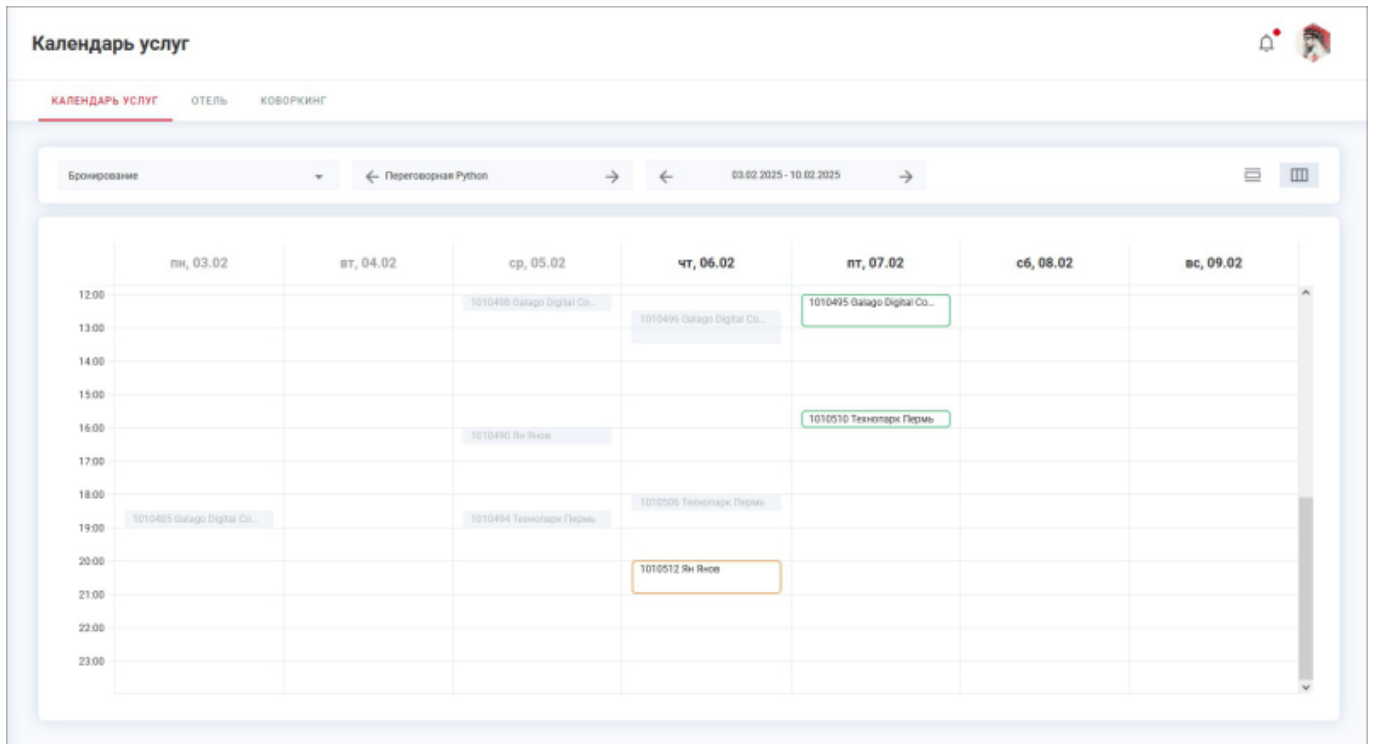 Календарь услуг
КАЛЕНДАРЬ УСЛУГ ОТЕЛЬ КОВОРКИНГ
Бронирование Переговорная Python 03.02.2025 - 10.02.2025
пн, 03.02 вт, 04.02 ср, 05.02 чт, 06.02 пт, 07.02 сб, 08.02 вс, 09.02
12:00 1010498 Galago Digital Co... 1010495 Galago Digital Co...
1010496 Galago Digital Co...
13:00
14:00
15:00
1010510 Технопарк Пермь
16:00 1010490 Ян Янов
17:00
18:00 1010506 Технопарк Пермь
1010485 Galago Digital Co... 1010494 Технопарк Пермь
19:00
20:00 1010512 Ян Янов
21:00
22:00
23:00